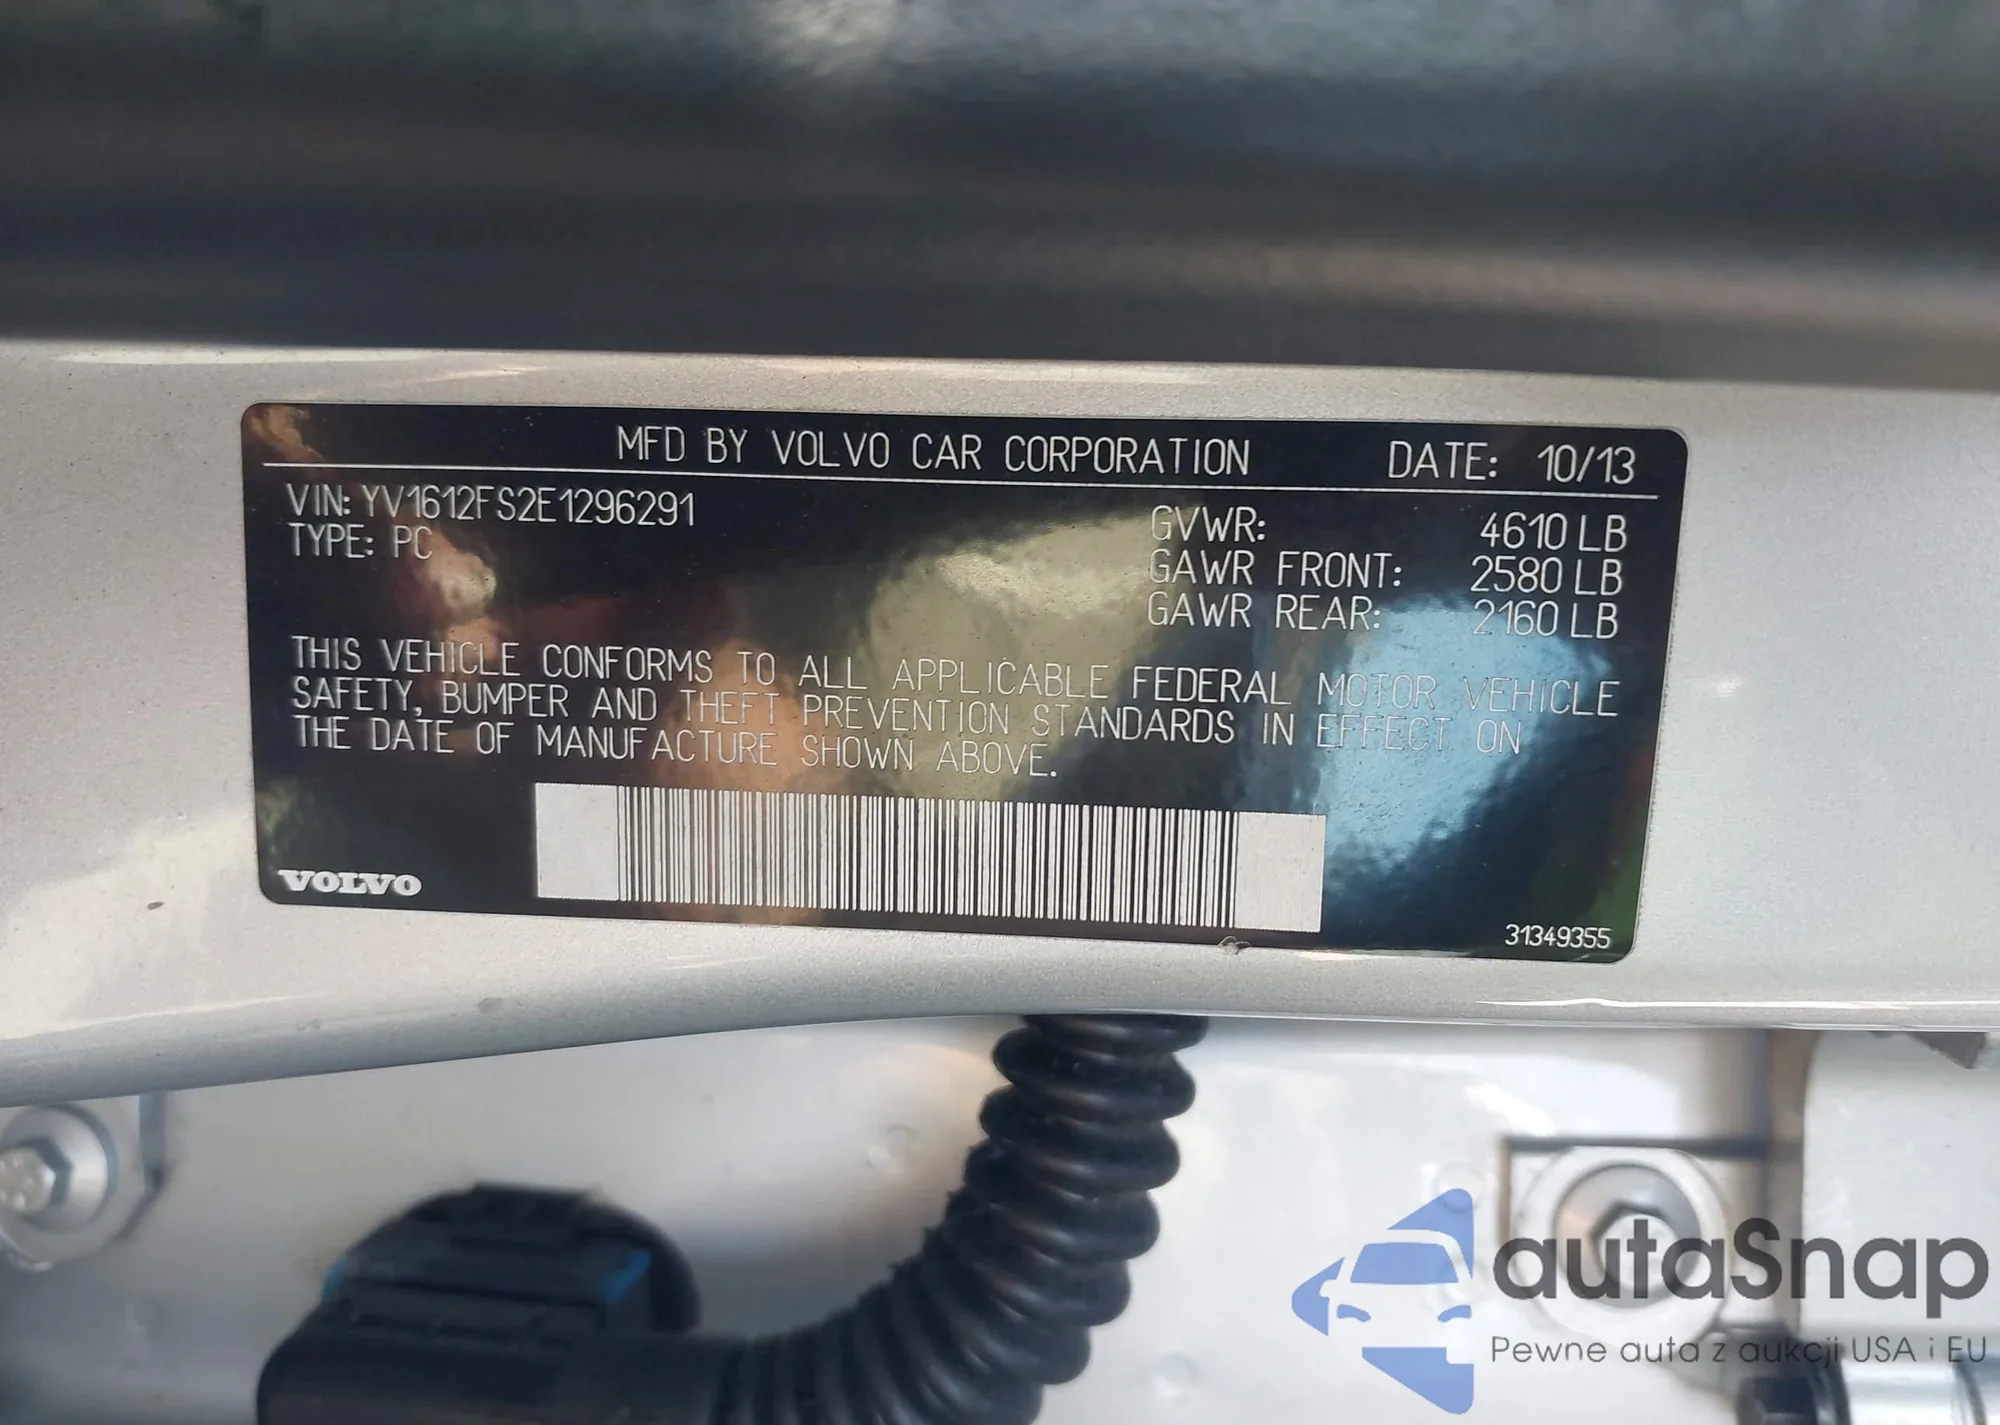 MFD BY VOLVO CAR CORPORATION DATE: 10/13
VIN: YV1612FS2E1296291
TYPE: PC
GVWR: 4610 LB
GAWR FRONT: 2580 LB
GAWR REAR: 2160 LB
THIS VEHICLE CONFORMS TO ALL APPLICABLE FEDERAL MOTOR VEHICLE
SAFETY, BUMPER AND THEFT PREVENTION STANDARDS IN EFFECT ON
THE DATE OF MANUFACTURE SHOWN ABOVE.
VOLVO
31349355
autaSnap
Pewne auta z aukcji USA i EU